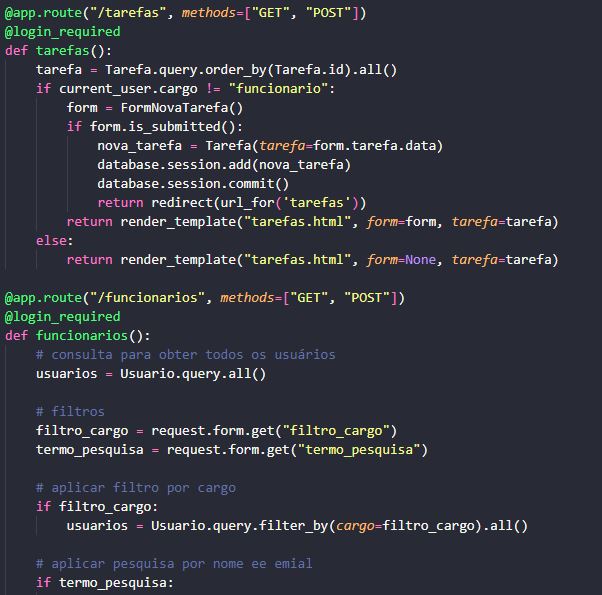 @app.route("/tarefas", methods=["GET", "POST"])
@login_required
def tarefas():
    tarefa = Tarefa.query.order_by(Tarefa.id).all()
    if current_user.cargo != "funcionario":
        form = FormNovaTarefa()
        if form.is_submitted():
            nova_tarefa = Tarefa(tarefa=form.tarefa.data)
            database.session.add(nova_tarefa)
            database.session.commit()
            return redirect(url_for('tarefas'))
        return render_template("tarefas.html", form=form, tarefa=tarefa)
    else:
        return render_template("tarefas.html", form=None, tarefa=tarefa)
@app.route("/funcionarios", methods=["GET", "POST"])
@login_required
def funcionarios():
    # consulta para obter todos os usuários
    usuarios = Usuario.query.all()
    # filtros
    filtro_cargo = request.form.get("filtro_cargo")
    termo_pesquisa = request.form.get("termo_pesquisa")
    # aplicar filtro por cargo
    if filtro_cargo:
        usuarios = Usuario.query.filter_by(cargo=filtro_cargo).all()
    # aplicar pesquisa por nome ee emial
    if termo_pesquisa: